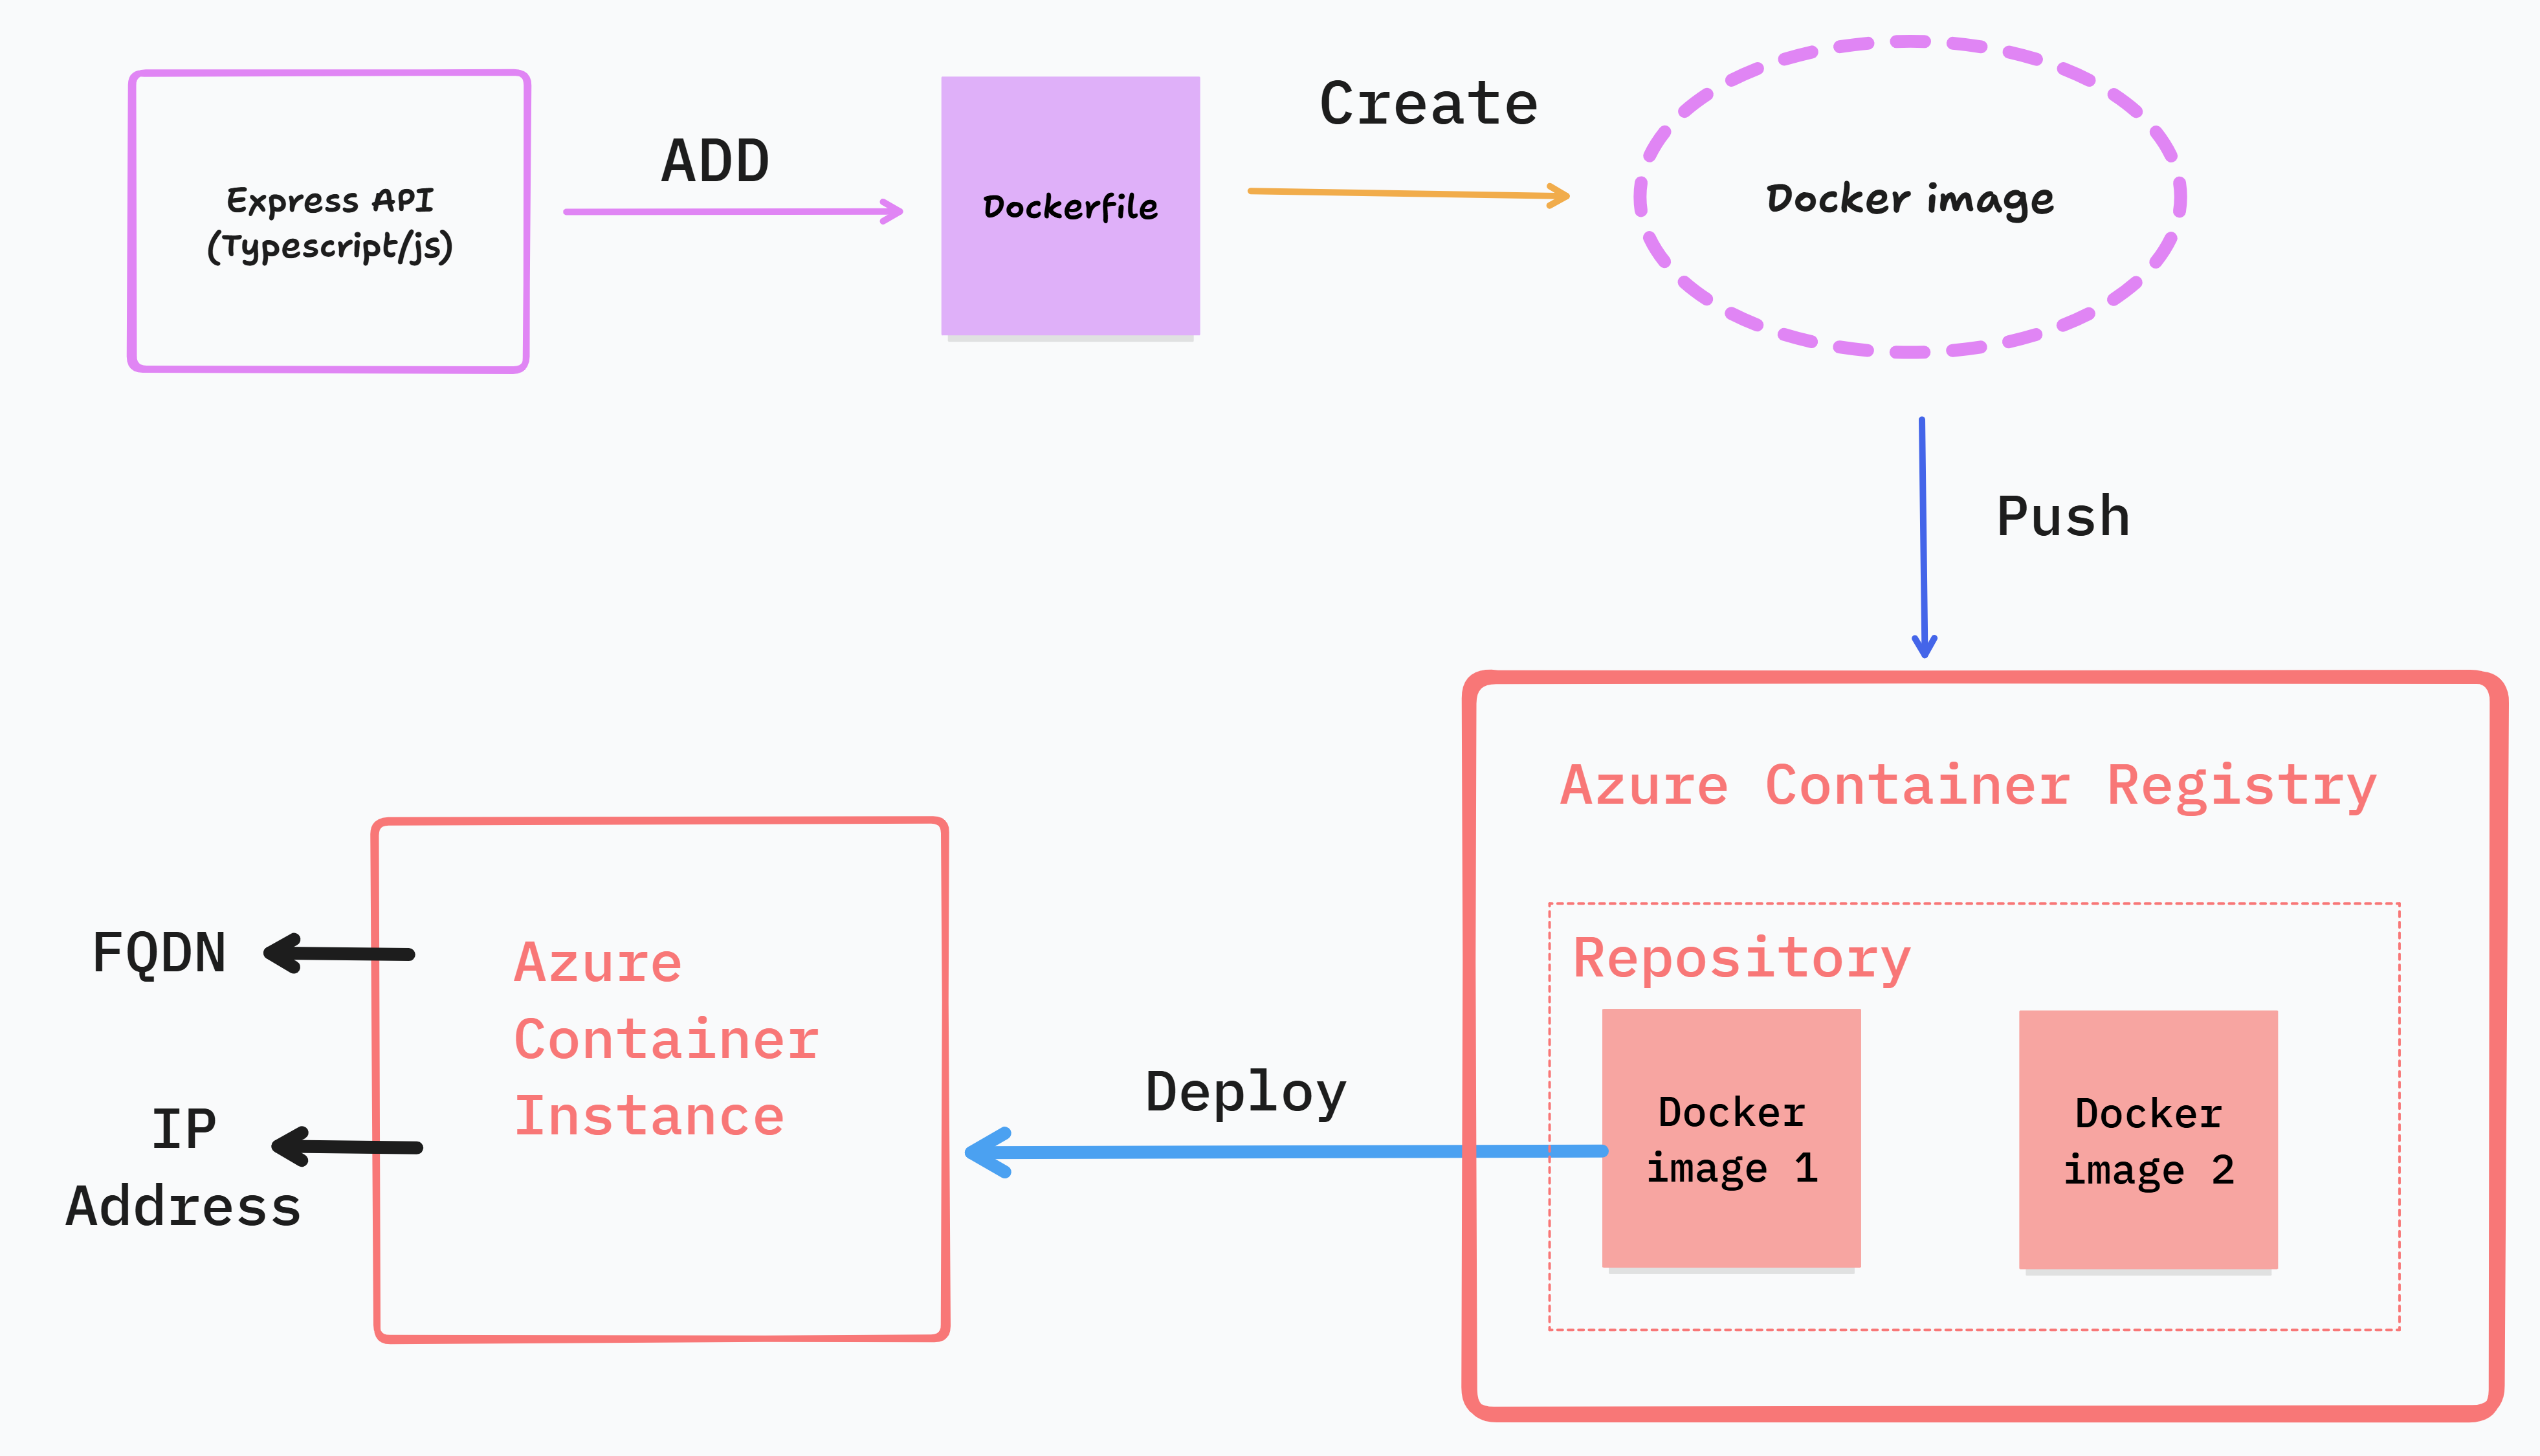 Express API
(Typescript/js)
ADD
Dockerfile
Create
Docker image
Push
Azure Container Registry
Repository
Docker
image 1
Docker
image 2
Deploy
Azure
Container
Instance
FQDN
IP
Address